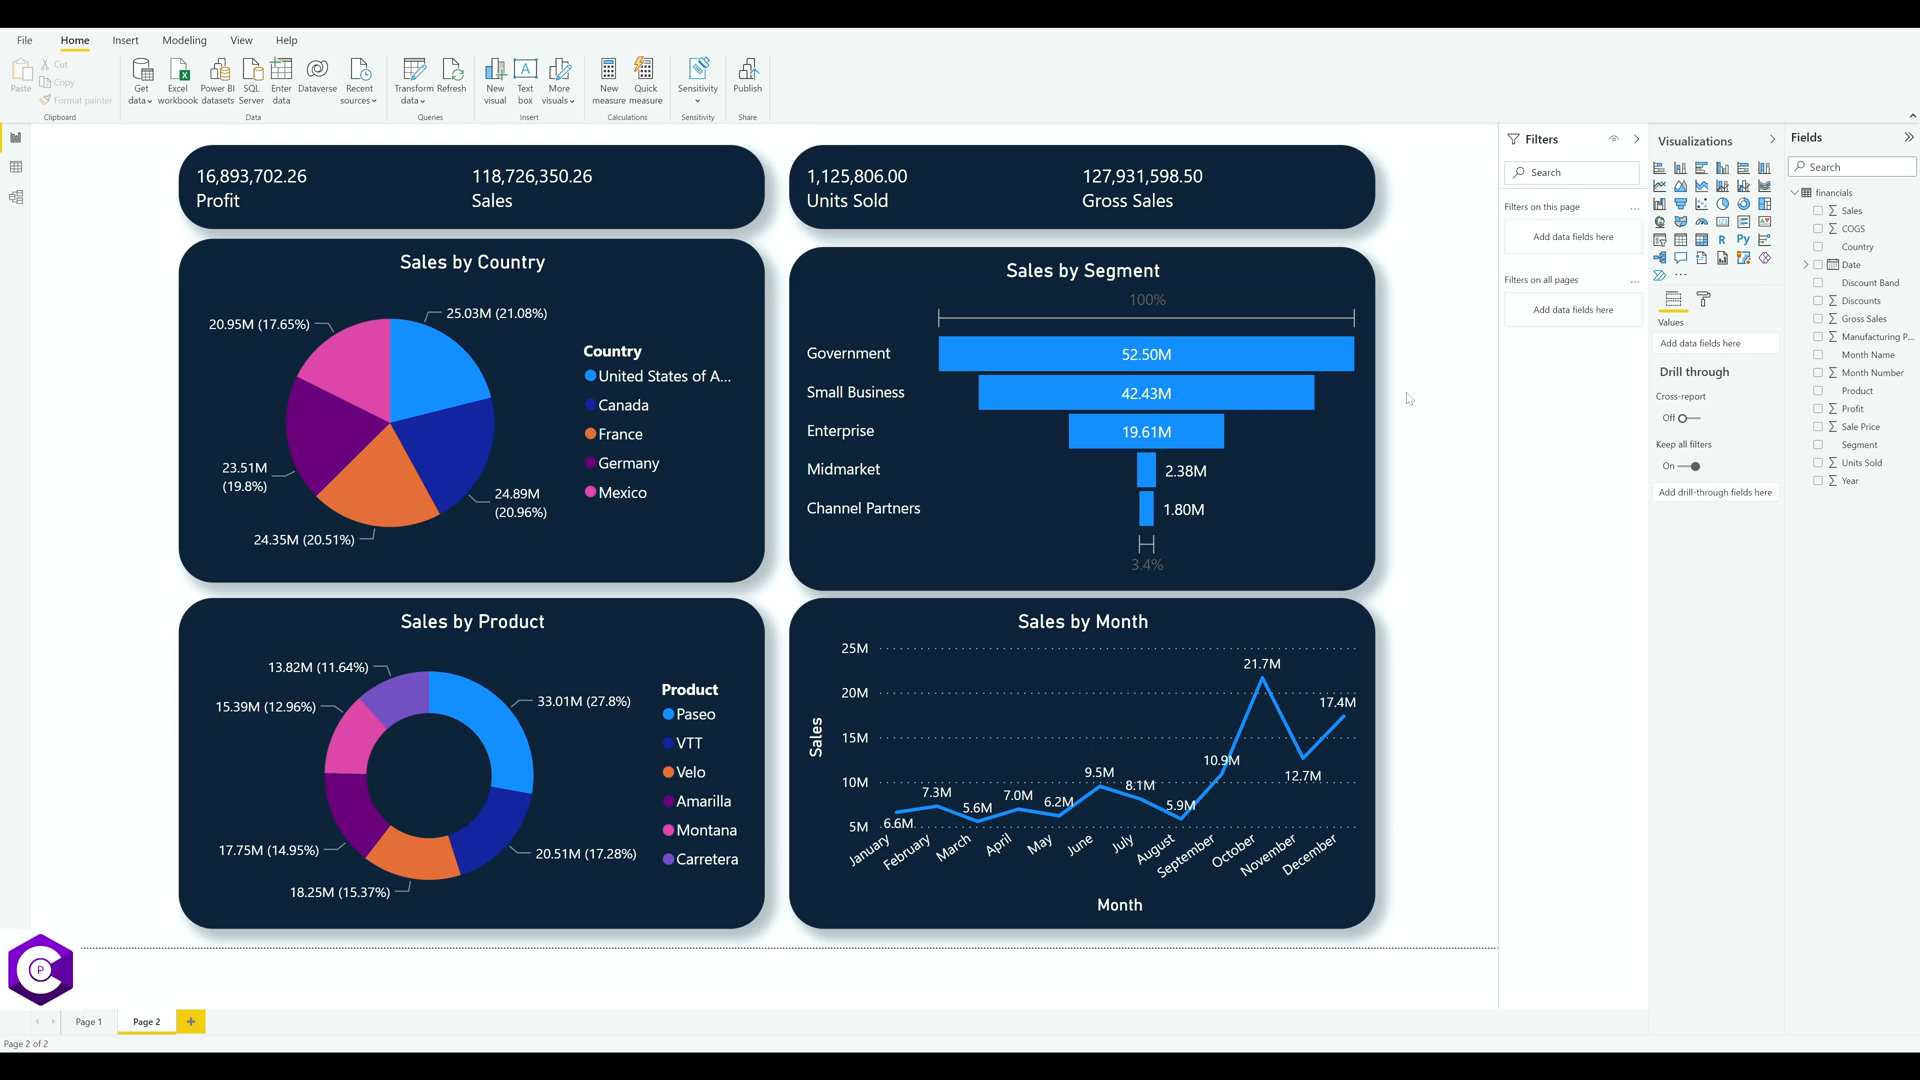 File Home Insert Modeling View Help
Paste
Cut
Copy
Format painter
Clipboard
Get data
Excel workbook
Power BI datasets
SQL Server
Enter data
Dataverse
Recent sources
Data
Transform data
Refresh
Queries
New visual
Text box
More visuals
Insert
New measure
Quick measure
Calculations
Sensitivity
Sensitivity
Publish
Share
16,893,702.26
Profit
118,726,350.26
Sales
1,125,806.00
Units Sold
127,931,598.50
Gross Sales
Sales by Country
20.95M (17.65%)
25.03M (21.08%)
23.51M
(19.8%)
24.89M
(20.96%)
24.35M (20.51%)
Country
United States of A...
Canada
France
Germany
Mexico
Sales by Segment
100%
Government 52.50M
Small Business 42.43M
Enterprise 19.61M
Midmarket 2.38M
Channel Partners 1.80M
3.4%
Sales by Product
13.82M (11.64%)
15.39M (12.96%)
33.01M (27.8%)
17.75M (14.95%)
20.51M (17.28%)
18.25M (15.37%)
Product
Paseo
VTT
Velo
Amarilla
Montana
Carretera
Sales by Month
Sales
25M
20M
15M
10M
5M
6.6M
7.3M
5.6M
7.0M
6.2M
9.5M
8.1M
5.9M
10.9M
21.7M
12.7M
17.4M
January
February
March
April
May
June
July
August
September
October
November
December
Month
Filters
Search
Filters on this page ...
Add data fields here
Filters on all pages ...
Add data fields here
Visualizations
R
Py
...
Values
Add data fields here
Drill through
Cross-report
Off
Keep all filters
On
Add drill-through fields here
Fields
Search
financials
Sales
COGS
Country
Date
Discount Band
Discounts
Gross Sales
Manufacturing P...
Month Name
Month Number
Product
Profit
Sale Price
Segment
Units Sold
Year
C
P
Page 1
Page 2
+
Page 2 of 2